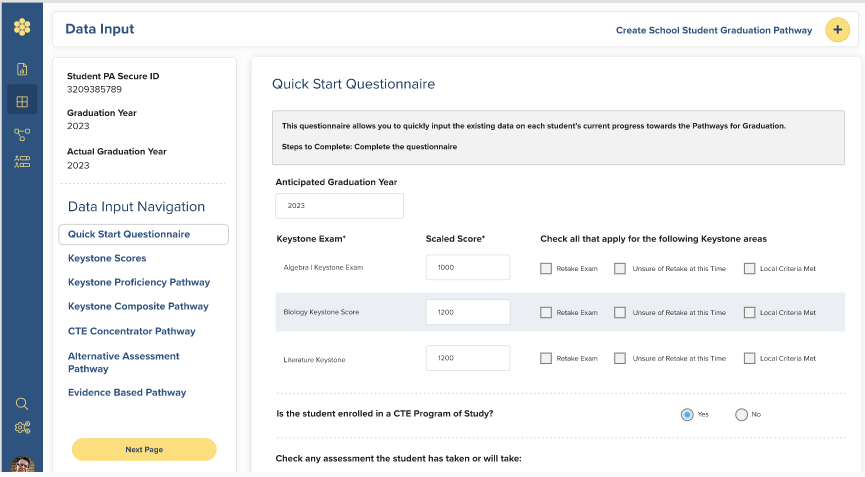 Data Input
Create School Student Graduation Pathway
+
Student PA Secure ID
3209385789
Graduation Year
2023
Actual Graduation Year
2023
Data Input Navigation
Quick Start Questionnaire
Keystone Scores
Keystone Proficiency Pathway
Keystone Composite Pathway
CTE Concentrator Pathway
Alternative Assessment
Pathway
Evidence Based Pathway
Next Page
Quick Start Questionnaire
This questionnaire allows you to quickly input the existing data on each student's current progress towards the Pathways for Graduation.
Steps to Complete: Complete the questionnaire
Anticipated Graduation Year
2023
Keystone Exam* Scaled Score* Check all that apply for the following Keystone areas
Algebra I Keystone Exam 1000 Retake Exam Unsure of Retake at this Time Local Criteria Met
Biology Keystone Score 1200 Retake Exam Unsure of Retake at this Time Local Criteria Met
Literature Keystone 1200 Retake Exam Unsure of Retake at this Time Local Criteria Met
Is the student enrolled in a CTE Program of Study? Yes No
Check any assessment the student has taken or will take: